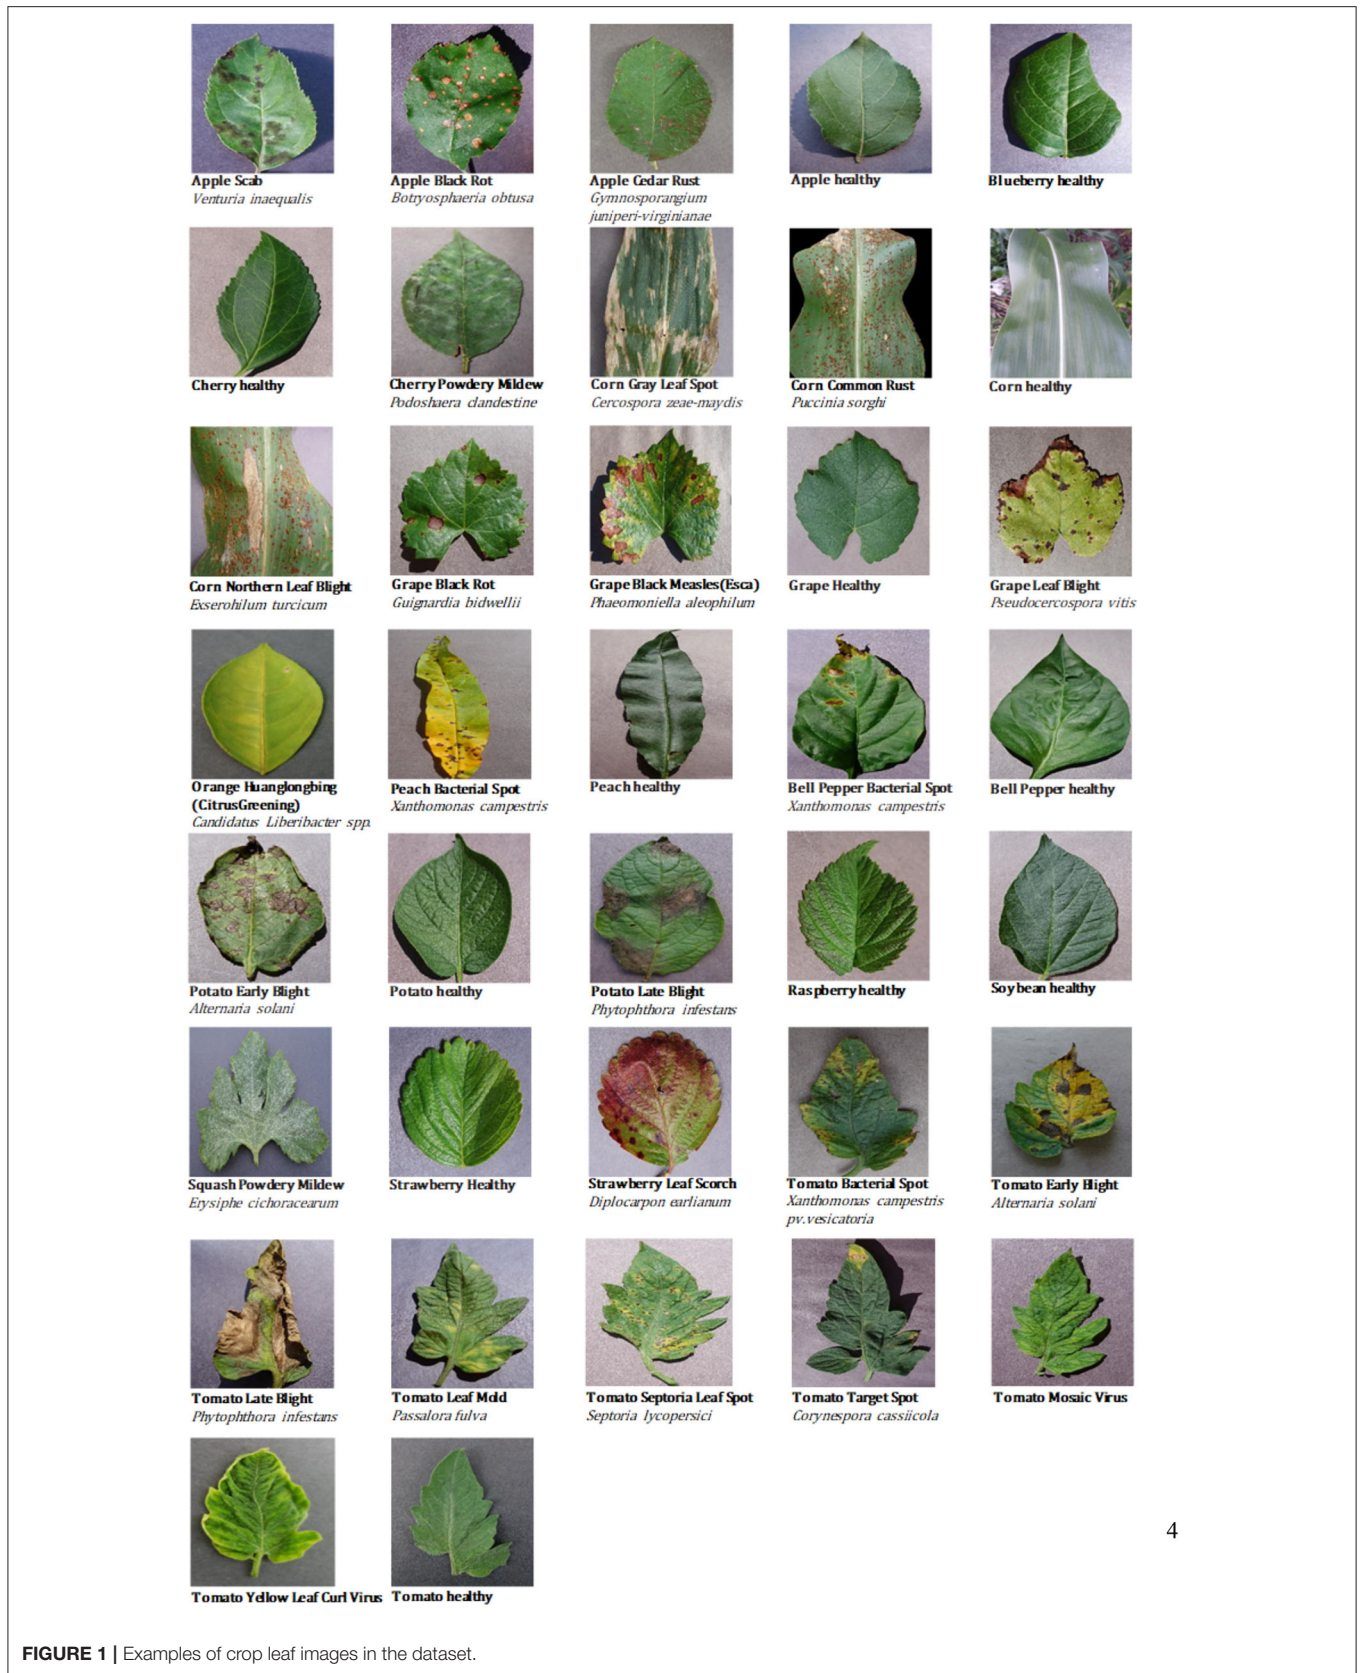 Apple Scab
Venturia inaequalis
Apple Black Rot
Botryosphaeria obtusa
Apple Cedar Rust
Gymnosporangium
juniperi-virginianae
Apple healthy
Blueberry healthy
Cherry healthy
Cherry Powdery Mildew
Podoshaera clandestine
Corn Gray Leaf Spot
Cercospora zeae-maydis
Corn Common Rust
Puccinia sorghi
Corn healthy
Corn Northern Leaf Blight
Exserohilum turcicum
Grape Black Rot
Guignardia bidwellii
Grape Black Measles(Esca)
Phaeomoniella aleophilum
Grape Healthy
Grape Leaf Blight
Pseudocercospora vitis
Orange Huanglongbing
(CitrusGreening)
Candidatus Liberibacter spp.
Peach Bacterial Spot
Xanthomonas campestris
Peach healthy
Bell Pepper Bacterial Spot
Xanthomonas campestris
Bell Pepper healthy
Potato Early Blight
Alternaria solani
Potato healthy
Potato Late Blight
Phytophthora infestans
Raspberry healthy
Soybean healthy
Squash Powdery Mildew
Erysiphe cichoracearum
Strawberry Healthy
Strawberry Leaf Scorch
Diplocarpon earlianum
Tomato Bacterial Spot
Xanthomonas campestris
pv.vesicatoria
Tomato Early Blight
Alternaria solani
Tomato Late Blight
Phytophthora infestans
Tomato Leaf Mold
Passalora fulva
Tomato Septoria Leaf Spot
Septoria lycopersici
Tomato Target Spot
Corynespora cassiicola
Tomato Mosaic Virus
Tomato Yellow Leaf Curl Virus
Tomato healthy
4
FIGURE 1 | Examples of crop leaf images in the dataset.